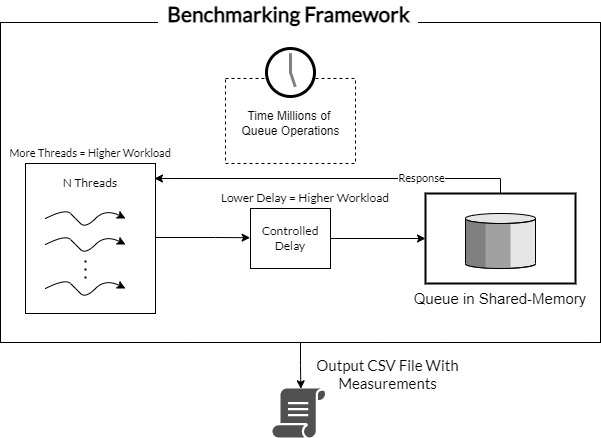 Benchmarking Framework
Time Millions of
Queue Operations
More Threads = Higher Workload
N Threads
Response
Lower Delay = Higher Workload
Controlled
Delay
Queue in Shared-Memory
Output CSV File With
Measurements